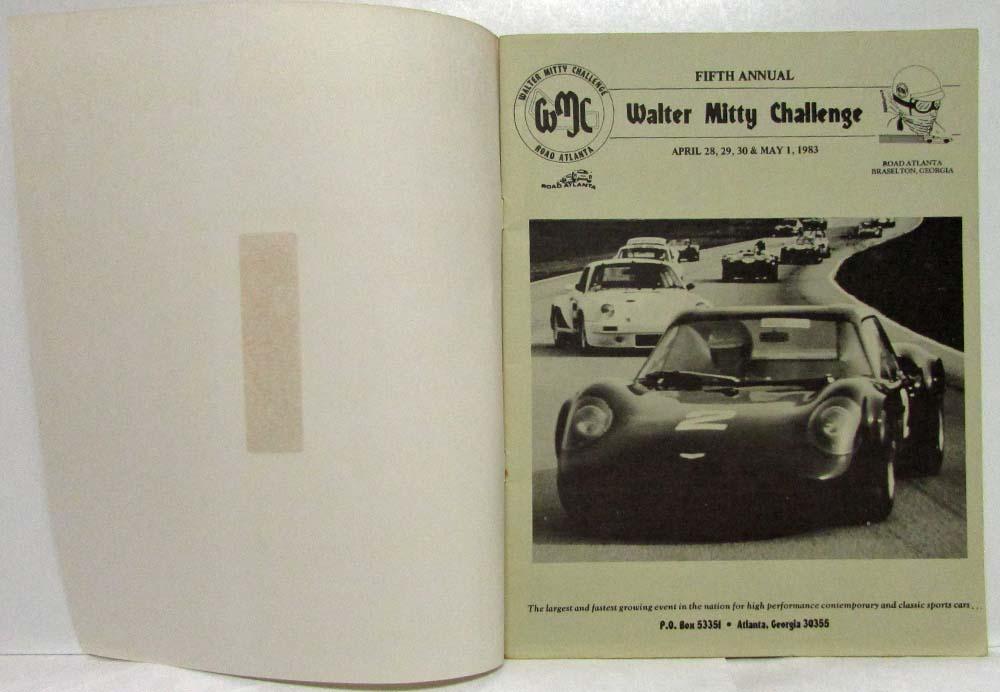 FIFTH ANNUAL
WALTER MITTY CHALLENGE
WMC
ROAD ATLANTA
Walter Mitty Challenge
APRIL 28, 29, 30 & MAY 1, 1983
ROAD ATLANTA
ROAD ATLANTA
BRASELTON, GEORGIA
2
The largest and fastest growing event in the nation for high performance contemporary and classic sports cars . . .
P.O. Box 53351 • Atlanta, Georgia 30355